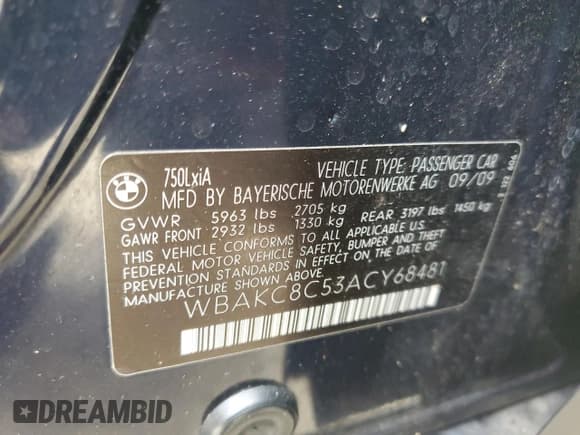 BMW
750LxiA
VEHICLE TYPE: PASSENGER CAR
MFD BY BAYERISCHE MOTORENWERKE AG 09/09
GVWR 5963 lbs 2705 kg
GAWR FRONT 2932 lbs 1330 kg REAR 3197 lbs 1450 kg
THIS VEHICLE CONFORMS TO ALL APPLICABLE U.S.
FEDERAL MOTOR VEHICLE SAFETY, BUMPER AND THEFT
PREVENTION STANDARDS IN EFFECT ON THE DATE OF
MANUFACTURE SHOWN ABOVE.
WBAKC8C53ACY68481
DREAMBID